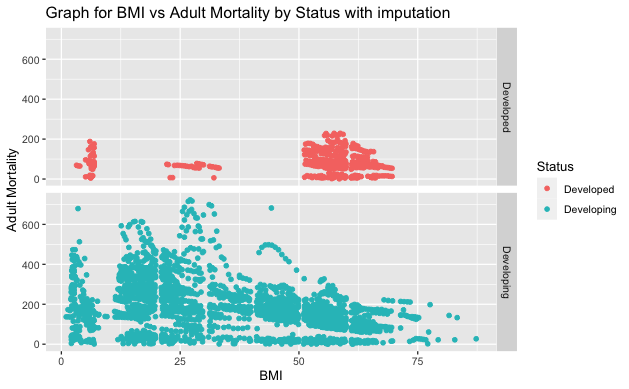 Graph for BMI vs Adult Mortality by Status with imputation
Adult Mortality
600
400
200
0
Developed
600
400
200
0
Developing
0
25
50
75
BMI
Status
Developed
Developing